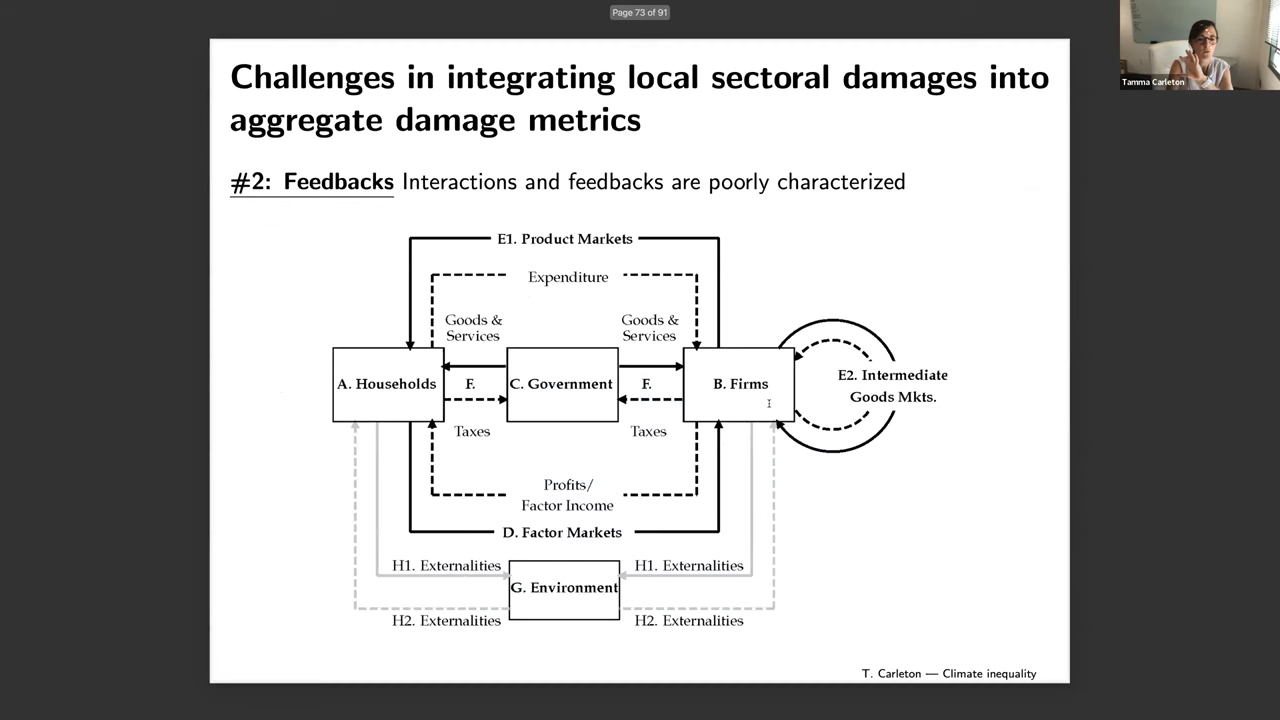 Page 73 of 91
Tamma Carleton
Challenges in integrating local sectoral damages into
aggregate damage metrics
#2: Feedbacks Interactions and feedbacks are poorly characterized
E1. Product Markets
Expenditure
Goods &
Services
Goods &
Services
A. Households
F.
C. Government
F.
B. Firms
E2. Intermediate
Goods Mkts.
Taxes
Taxes
Profits/
Factor Income
D. Factor Markets
H1. Externalities
H1. Externalities
G. Environment
H2. Externalities
H2. Externalities
T. Carleton — Climate inequality